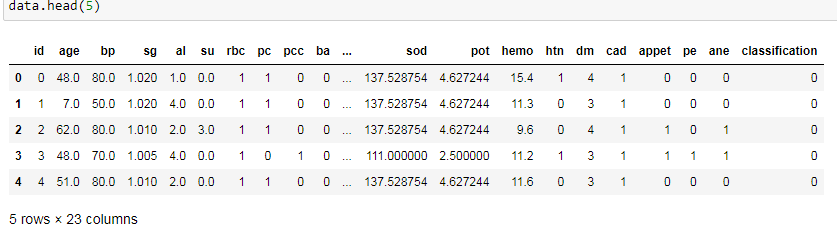 data.head(5)
id age bp sg al su rbc pc pcc ba ... sod pot hemo htn dm cad appet pe ane classification
0 0 48.0 80.0 1.020 1.0 0.0 1 1 0 0 ... 137.528754 4.627244 15.4 1 4 1 0 0 0 0
1 1 7.0 50.0 1.020 4.0 0.0 1 1 0 0 ... 137.528754 4.627244 11.3 0 3 1 0 0 0 0
2 2 62.0 80.0 1.010 2.0 3.0 1 1 0 0 ... 137.528754 4.627244 9.6 0 4 1 1 0 1 0
3 3 48.0 70.0 1.005 4.0 0.0 1 0 1 0 ... 111.000000 2.500000 11.2 1 3 1 1 1 1 0
4 4 51.0 80.0 1.010 2.0 0.0 1 1 0 0 ... 137.528754 4.627244 11.6 0 3 1 0 0 0 0
5 rows × 23 columns